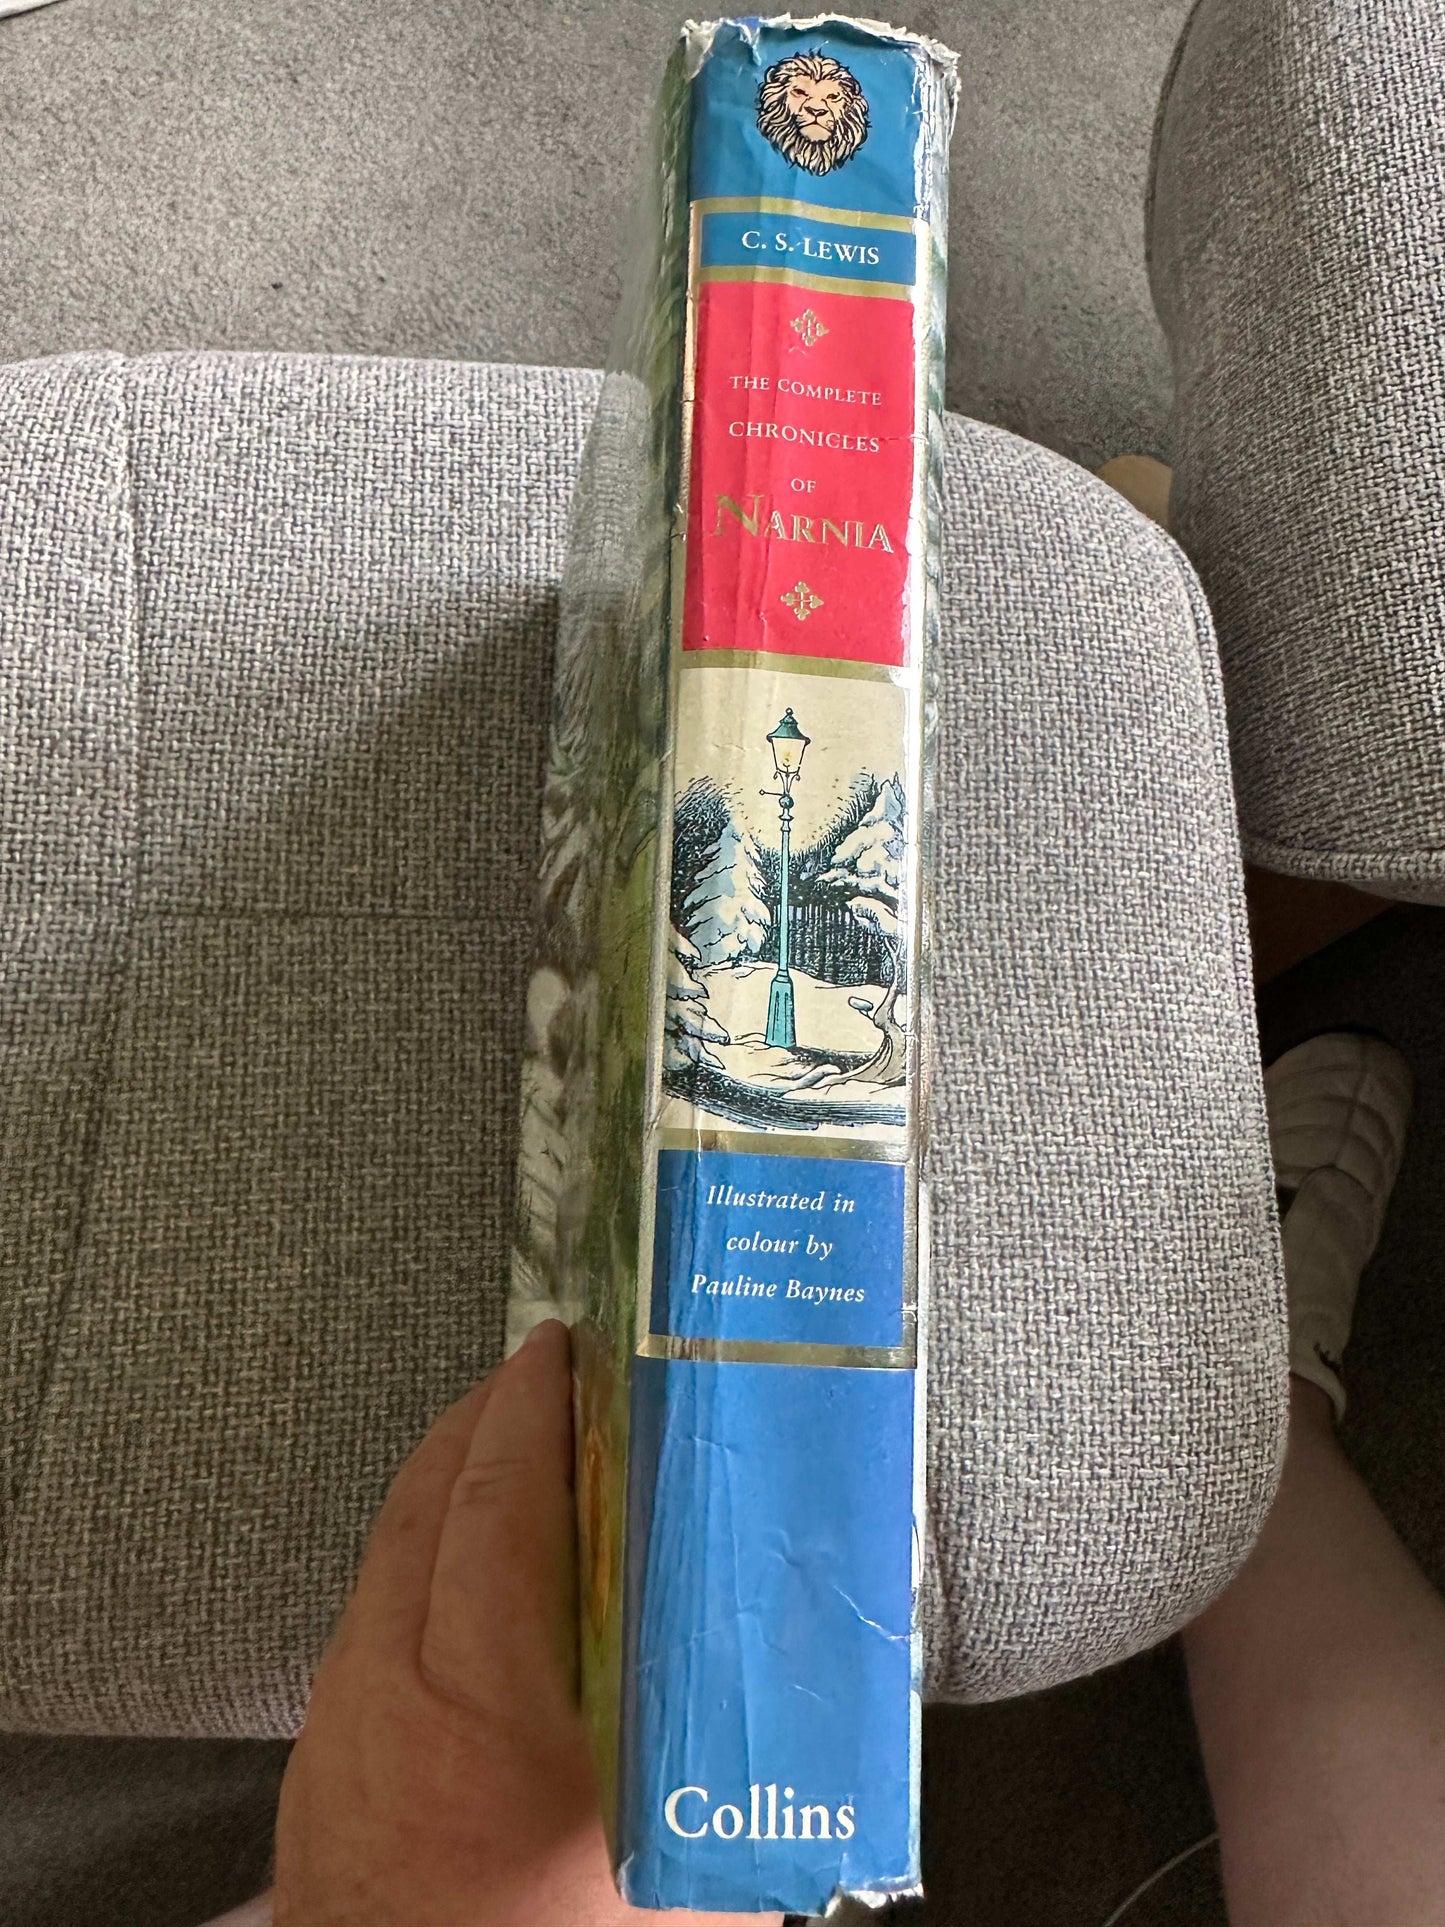 C. S. LEWIS
THE COMPLETE
CHRONICLES
OF
NARNIA
Illustrated in
colour by
Pauline Baynes
Collins